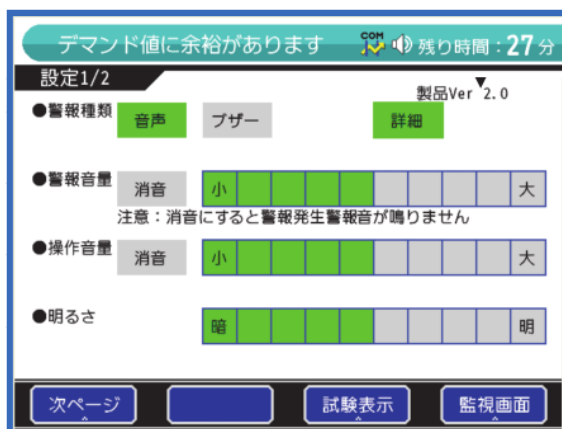 デマンド値に余裕があります COM 残り時間：27分
設定1/2
製品Ver 2.0
●警報種類 音声 ブザー 詳細
●警報音量 消音 小 大
注意：消音にすると警報発生警報音が鳴りません
●操作音量 消音 小 大
●明るさ 暗 明
次ページ 試験表示 監視画面